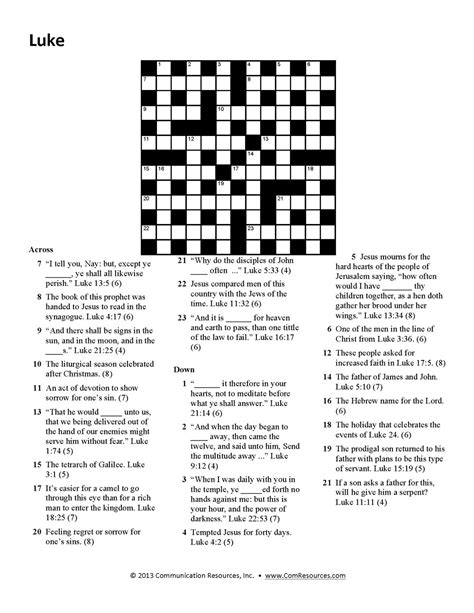 Luke
1 2 3 4 5 6
7 8
9 10
11 12 13
14
15 16 17 18
19
20 21
22 23
Across
7 “I tell you, Nay: but, except ye
______, ye shall all likewise
perish.” Luke 13:5 (6)
8 The book of this prophet was
handed to Jesus to read in the
synagogue. Luke 4:17 (6)
9 “And there shall be signs in the
sun, and in the moon, and in the
____s.” Luke 21:25 (4)
10 The liturgical season celebrated
after Christmas. (8)
11 An act of devotion to show
sorrow for one’s sin. (7)
13 “That he would _____ unto us,
that we being delivered out of
the hand of our enemies might
serve him without fear.” Luke
1:74 (5)
15 The tetrarch of Galilee. Luke
3:1 (5)
17 It’s easier for a camel to go
through this eye than for a rich
man to enter the kingdom. Luke
18:25 (7)
20 Feeling regret or sorrow for
one’s sins. (8)
21 “Why do the disciples of John
____ often ...” Luke 5:33 (4)
22 Jesus compared men of this
country with the Jews of the
time. Luke 11:32 (6)
23 “And it is ______ for heaven
and earth to pass, than one tittle
of the law to fail.” Luke 16:17
(6)
Down
1 “______ it therefore in your
hearts, not to meditate before
what ye shall answer.” Luke
21:14 (6)
2 “And when the day began to
____ away, then came the
twelve, and said unto him, Send
the multitude away ...” Luke
9:12 (4)
3 “When I was daily with you in
the temple, ye _____ed forth no
hands against me: but this is
your hour, and the power of
darkness.” Luke 22:53 (7)
4 Tempted Jesus for forty days.
Luke 4:2 (5)
5 Jesus mourns for the
hard hearts of the people of
Jerusalem saying, “how often
would I have ______ thy
children together, as a hen doth
gather her brood under her
wings.” Luke 13:34 (8)
6 One of the men in the line of
Christ from Luke 3:36. (6)
12 These people asked for
increased faith in Luke 17:5. (8)
14 The father of James and John.
Luke 5:10 (7)
16 The Hebrew name for the Lord.
(6)
18 The holiday that celebrates the
events of Luke 24. (6)
19 The prodigal son returned to his
father planning to be this type
of servant. Luke 15:19 (5)
21 If a son asks a father for this,
will he give him a serpent?
Luke 11:11 (4)
© 2013 Communication Resources, Inc. • www.ComResources.com